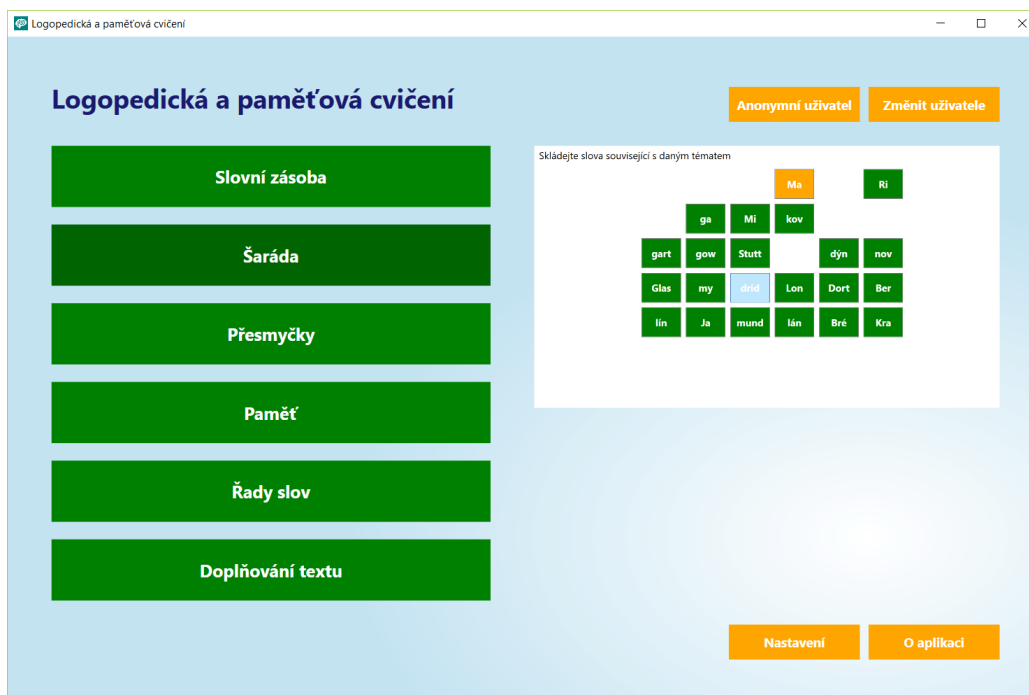 Logopedická a paměťová cvičení
Logopedická a paměťová cvičení
Anonymní uživatel
Změnit uživatele
Slovní zásoba
Šaráda
Přesmyčky
Paměť
Řady slov
Doplňování textu
Skládejte slova související s daným tématem
Ma Ri
ga Mi kov
gart gow Stutt dýn nov
Glas my drid Lon Dort Ber
lín Ja mund lán Bré Kra
Nastavení
O aplikaci